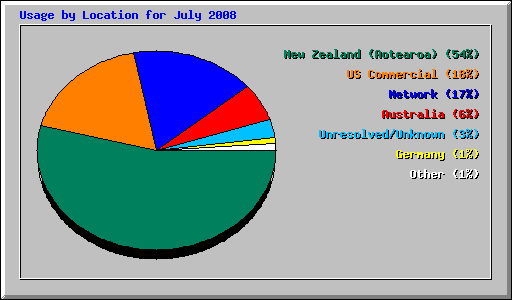 Usage by Location for July 2008
New Zealand (Aotearoa) (54%)
US Commercial (18%)
Network (17%)
Australia (6%)
Unresolved/Unknown (3%)
Germany (1%)
Other (1%)